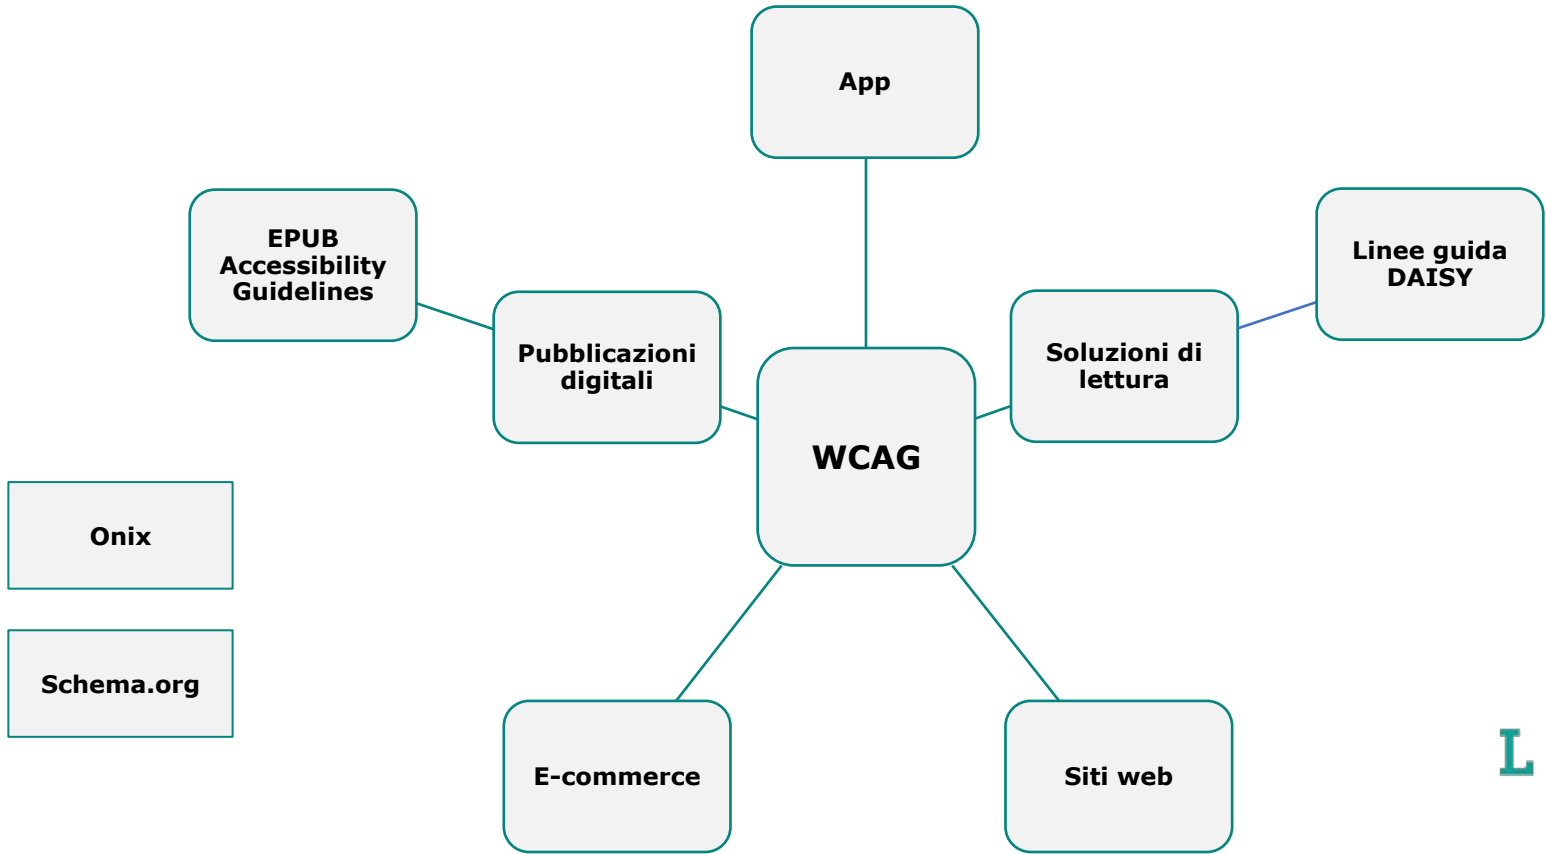 App
EPUB
Accessibility
Guidelines
Linee guida
DAISY
Pubblicazioni
digitali
Soluzioni di
lettura
WCAG
Onix
Schema.org
E-commerce
Siti web
L